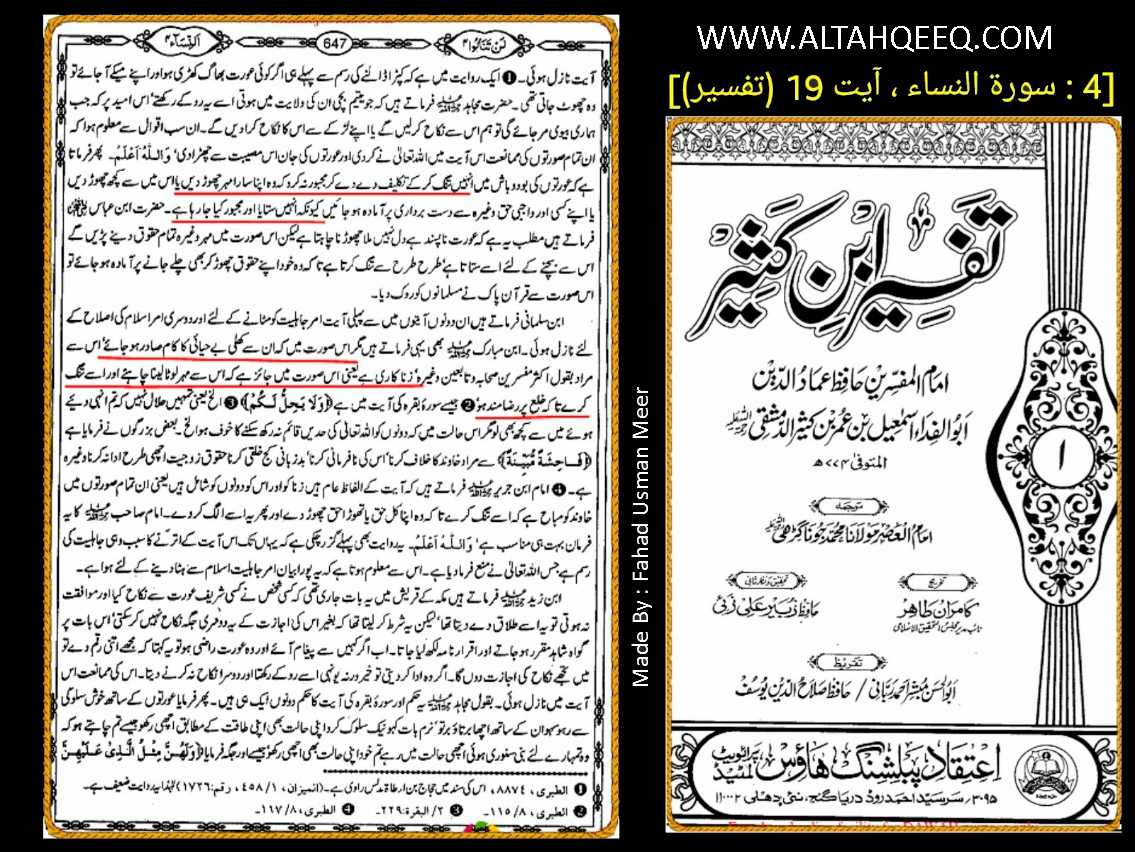 WWW.ALTAHQEEQ.COM
[4 : سورة النساء ، آیت 19 (تفسیر)]
لَنْ تَنَالُوا ۴
647
اَلنِّسَآء ۴
آیت نازل ہوئی۔ ❶ ایک روایت میں ہے کہ کپڑا ڈالنے کی رسم سے پہلے ہی اگر کوئی عورت بھاگ کھڑی ہو اور اپنے میکے آ جائے تو
وہ چھوٹ جاتی تھی۔ حضرت مجاہد فرماتے ہیں کہ جو یتیم بچی ان کی ولایت میں ہوتی اسے یہ روکے رکھتے' اس امید پر کہ جب
ہماری بیوی مر جائے گی تو ہم اس سے نکاح کرلیں گے یا اپنے لڑکے سے اس کا نکاح کرا دیں گے۔ ان سب اقوال سے معلوم ہوا کہ
ان تمام صورتوں کی ممانعت اس آیت میں اللہ تعالیٰ نے کر دی اور عورتوں کی جان اس مصیبت سے چھڑا دی' وَاللّٰهُ اَعْلَمُ۔ پھر فرماتا
ہے کہ عورتوں کی بود و باش میں انہیں تنگ کر کے تکلیف دے دے کر مجبور نہ کرو کہ وہ اپنا سارا مہر چھوڑ دیں یا اس میں سے کچھ چھوڑ دیں
یا اپنے کسی اور واجبی حق وغیرہ سے دست برداری پر آمادہ ہو جائیں کیونکہ انہیں ستایا اور مجبور کیا جا رہا ہے۔ حضرت ابن عباس
فرماتے ہیں مطلب یہ ہے کہ عورت ناپسند ہے دل نہیں ملا چھوڑنا چاہتا ہے لیکن اس صورت میں مہر وغیرہ تمام حقوق دینے پڑیں گے
اس سے بچنے کے لئے اسے ستاتا ہے' طرح طرح سے تنگ کرتا ہے تا کہ وہ خود اپنے حقوق چھوڑ کر بھی چلے جانے پر آمادہ ہو جائے تو
اس صورت سے قرآن پاک نے مسلمانوں کو روک دیا۔
ابن سلمانی فرماتے ہیں ان دونوں آیتوں میں سے پہلی آیت امر جاہلیت کو مٹانے کے لئے اور دوسری امر اسلام کی اصلاح کے
لئے نازل ہوئی۔ ابن مبارک بھی یہی فرماتے ہیں مگر اس صورت میں کہ ان سے کھلی بے حیائی کا کام صادر ہو جائے' اس سے
مراد بقول اکثر مفسرین صحابہ و تابعین وغیرہ' زنا کاری ہے یعنی اس صورت میں جائز ہے کہ اس سے مہر لوٹا لینا چاہئے اور اسے تنگ
کرے تا کہ خلع پر رضامند ہو ❷ جیسے سورۂ بقرہ کی آیت میں ہے ﴿وَلَا يَحِلُّ لَكُمْ﴾ ❸ الخ یعنی تمہیں حلال نہیں کہ تم انہی دیے
ہوئے میں سے کچھ بھی لو مگر اس حالت میں کہ دونوں کو اللہ تعالیٰ کی حدیں قائم نہ رکھ سکنے کا خوف ہو الخ۔ بعض بزرگوں نے فرمایا ہے
﴿فَاحِشَةٍ مُّبَيِّنَةٍ﴾ سے مراد خاوند کا خلاف کرنا' اس کی نافرمانی کرنا' بد زبانی کج خلقی کرنا حقوق زوجیت اچھی طرح ادا نہ کرنا وغیرہ
ہے۔ ❹ امام ابن جریر فرماتے ہیں کہ آیت کے الفاظ عام ہیں زنا کو اور اس کو دونوں کو شامل ہیں یعنی ان تمام صورتوں میں
خاوند کو مباح ہے کہ اسے تنگ کرے تا کہ وہ اپنا کل حق یا تھوڑا حق چھوڑ دے اور پھر یہ اسے الگ کر دے۔ امام صاحب کا یہ
فرمان بہت ہی مناسب ہے' وَاللّٰهُ اَعْلَمُ۔ یہ روایت بھی پہلے گزر چکی ہے کہ یہاں تک اس آیت کے اترنے کا سبب وہی جاہلیت کی
رسم ہے جس اللہ تعالیٰ نے منع فرما دیا ہے۔ اس سے معلوم ہوتا ہے کہ یہ پورا بیان امر جاہلیت اسلام سے ہٹا دینے کے لئے ہوا ہے۔
ابن زید فرماتے ہیں مکہ کے قریش میں یہ بات جاری تھی کہ کسی شخص نے کسی شریف عورت سے نکاح کیا اور موافقت
نہ ہوئی تو یہ اسے طلاق دے دیتا تھا' لیکن یہ شرط کر لیتا تھا کہ بغیر اس کی اجازت کے یہ دوسری جگہ نکاح نہیں کر سکتی' اس بات پر
گواہ شاہد مقرر ہو جاتے اور اقرار نامہ لکھ لیا جاتا۔ اب اگر کہیں سے پیغام آئے اور وہ عورت راضی ہو تو یہ کہتا کہ مجھے اتنی رقم دے تو
میں تجھے نکاح کی اجازت دوں گا۔ اگر وہ ادا کر دیتی تو خیر ورنہ یونہی اسے روکے رکھتا اور دوسرا نکاح نہ کرنے دیتا۔ اس کی ممانعت اس
آیت میں نازل ہوئی۔ بقول مجاہد یہ حکم اور سورۂ بقرہ کی آیت کا حکم دونوں ایک ہی ہیں۔ پھر فرمایا عورتوں کے ساتھ خوش سلوکی
سے رہو سہو ان کے ساتھ اچھا برتاؤ برتو' نرم بات کہو نیک سلوک کرو اپنی حالت بھی اپنی طاقت کے مطابق اچھی رکھو جیسے تم چاہتے ہو کہ
وہ تمہارے لئے بنی سنوری ہوئی اچھی حالت میں رہے تم خود اپنی حالت بھی اچھی رکھو جیسے اور جگہ فرمایا ﴿وَلَهُنَّ مِثْلُ الَّذِىْ عَلَيْهِنَّ
❶ الطبری، ۸۸۷۴، اس کی سند میں حجاج بن ارطاۃ مدلس راوی ہے۔ (المیزان، ۱/ ۴۵۸، رقم: ۱۷۲۶) لہٰذا یہ روایت ضعیف ہے۔
❷ الطبری، ۸/ ۱۱۵۔ ❸ ۲/ البقرة: ۲۲۹۔ ❹ الطبری، ۸/ ۱۱۷۔
Made By : Fahad Usman Meer
تفسیر ابن کثیر
امام المفسرین حافظ عماد الدین
ابو الفداء اسمٰعیل بن عمر بن کثیر الدمشقی
المتوفیٰ ۷۷۴ھ
۱
مترجمہ
امام العصر مولانا محمد جونا گڑھی
تخریج
کامران طاہر
نائب مدیر مجلس التحقیق الاسلامی
تحقیق و نظر ثانی
حافظ زبیر علی زئی
تقریظ
ابو الحسن مبشر احمد ربانی / حافظ صلاح الدین یوسف
اعتقاد پبلشنگ ہاؤس پرائیویٹ لمٹیڈ
۳۰۹۵، سر سید احمد روڈ دریا گنج، نئی دہلی ۱۱۰۰۰۲